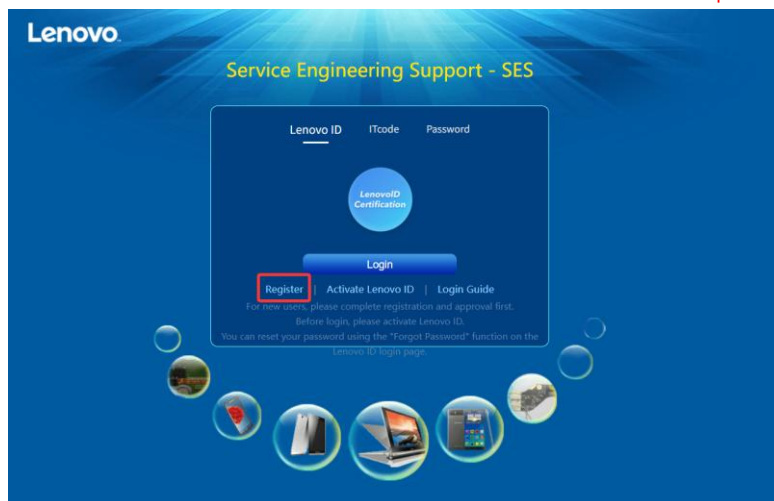 Lenovo.
Service Engineering Support - SES
Lenovo ID ITcode Password
LenovoID
Certification
Login
Register | Activate Lenovo ID | Login Guide
For new users, please complete registration and approval first.
Before login, please activate Lenovo ID.
You can reset your password using the "Forgot Password" function on the
Lenovo ID login page.